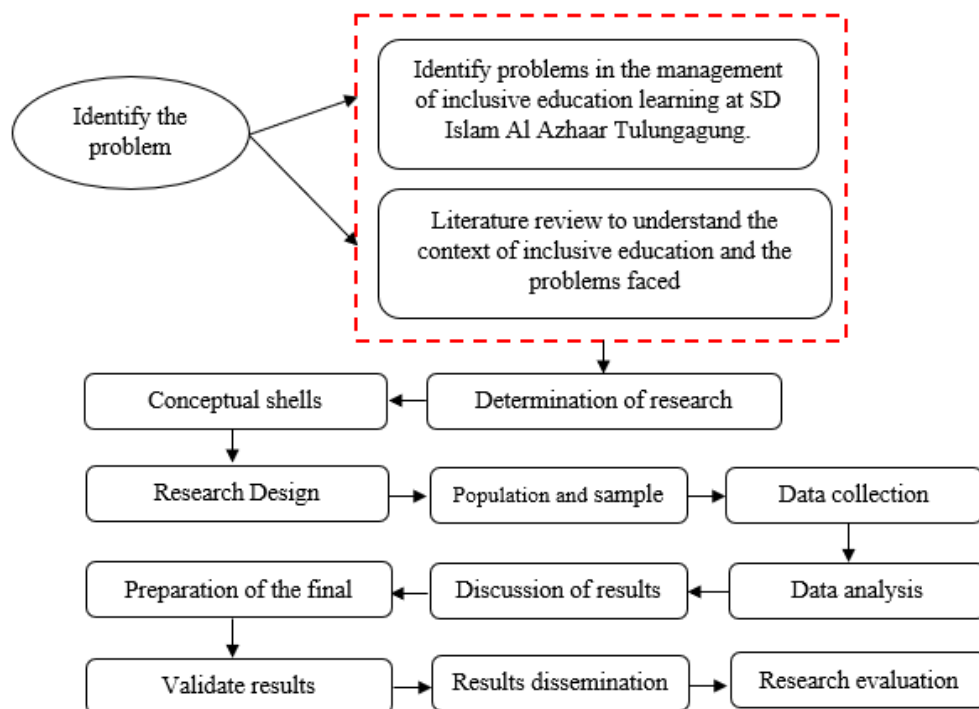 Identify the
problem
Identify problems in the management
of inclusive education learning at SD
Islam Al Azhaar Tulungagung.
Literature review to understand the
context of inclusive education and the
problems faced
Determination of research
Conceptual shells
Research Design
Population and sample
Data collection
Data analysis
Discussion of results
Preparation of the final
Validate results
Results dissemination
Research evaluation